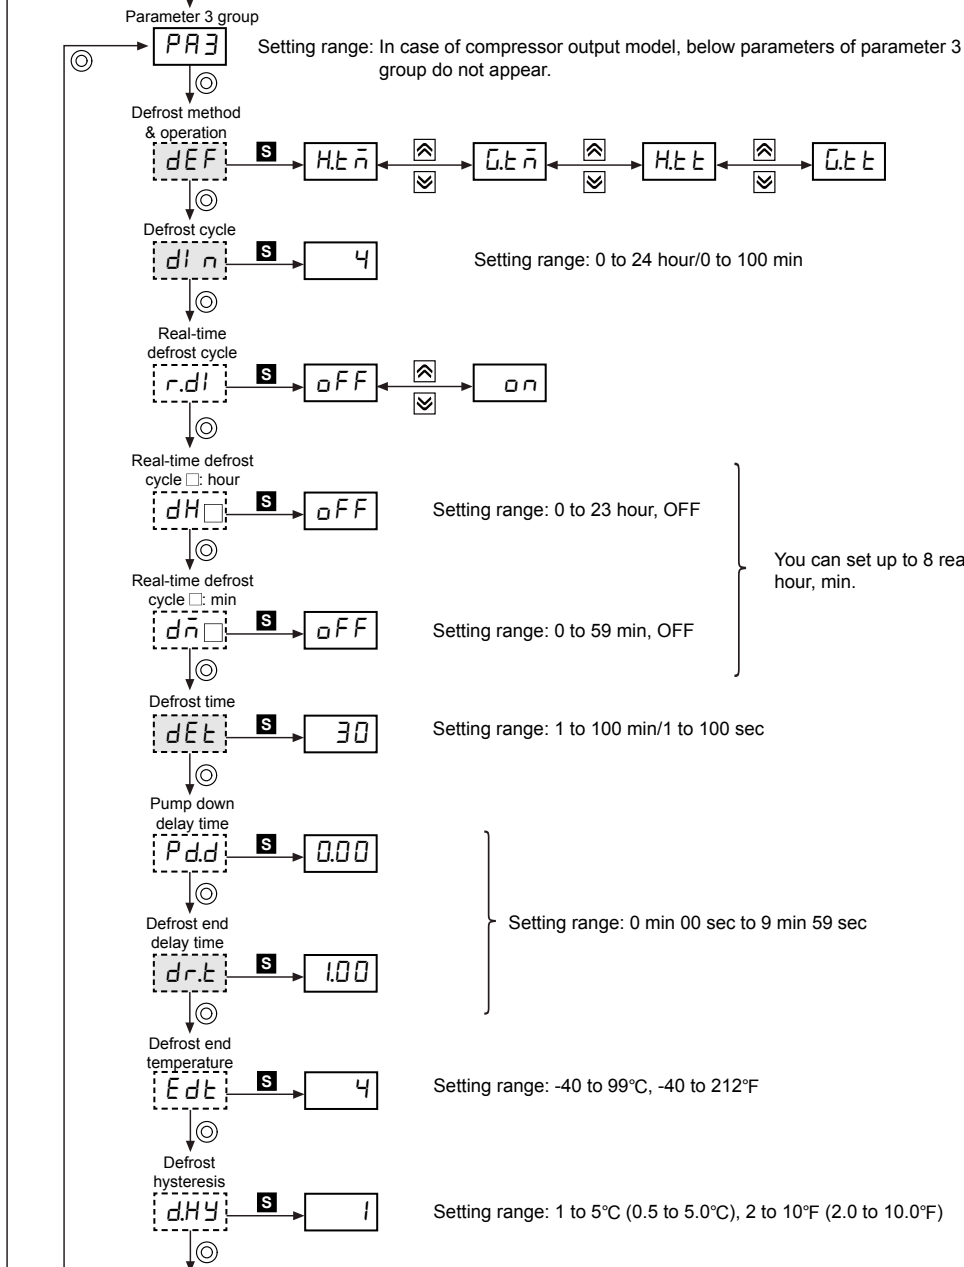 Parameter 3 group
PA3
Setting range: In case of compressor output model, below parameters of parameter 3
group do not appear.
Defrost method
& operation
dEF S H.tm G.tm H.tt G.tt
Defrost cycle
dIn S 4 Setting range: 0 to 24 hour/0 to 100 min
Real-time
defrost cycle
r.dI S oFF on
Real-time defrost
cycle □: hour
dH□ S oFF Setting range: 0 to 23 hour, OFF
You can set up to 8 rea
hour, min.
Real-time defrost
cycle □: min
dm□ S oFF Setting range: 0 to 59 min, OFF
Defrost time
dEt S 30 Setting range: 1 to 100 min/1 to 100 sec
Pump down
delay time
Pd.d S 0.00
Setting range: 0 min 00 sec to 9 min 59 sec
Defrost end
delay time
dr.t S 1.00
Defrost end
temperature
Edt S 4 Setting range: -40 to 99℃, -40 to 212℉
Defrost
hysteresis
d.HY S 1 Setting range: 1 to 5℃ (0.5 to 5.0℃), 2 to 10℉ (2.0 to 10.0℉)